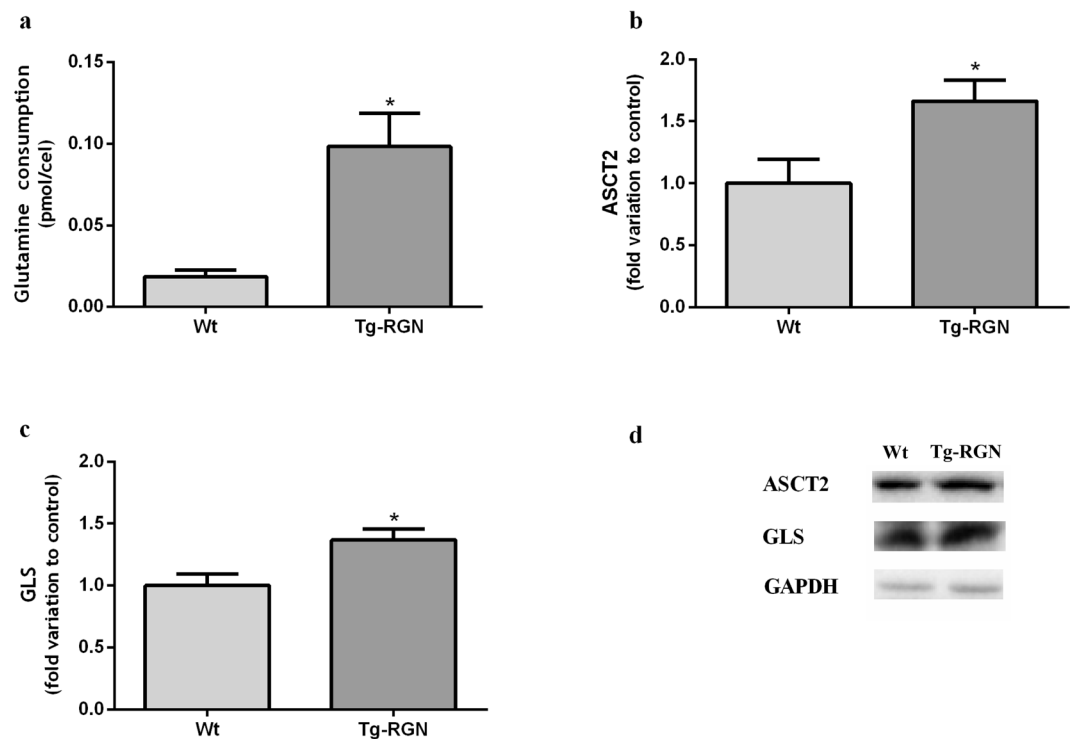 a
Glutamine consumption
(pmol/cel)
0.15
0.10
0.05
0.00
*
Wt
Tg-RGN
b
ASCT2
(fold variation to control)
2.0
1.5
1.0
0.5
0.0
*
Wt
Tg-RGN
c
GLS
(fold variation to control)
2.0
1.5
1.0
0.5
0.0
*
Wt
Tg-RGN
d
Wt Tg-RGN
ASCT2
GLS
GAPDH